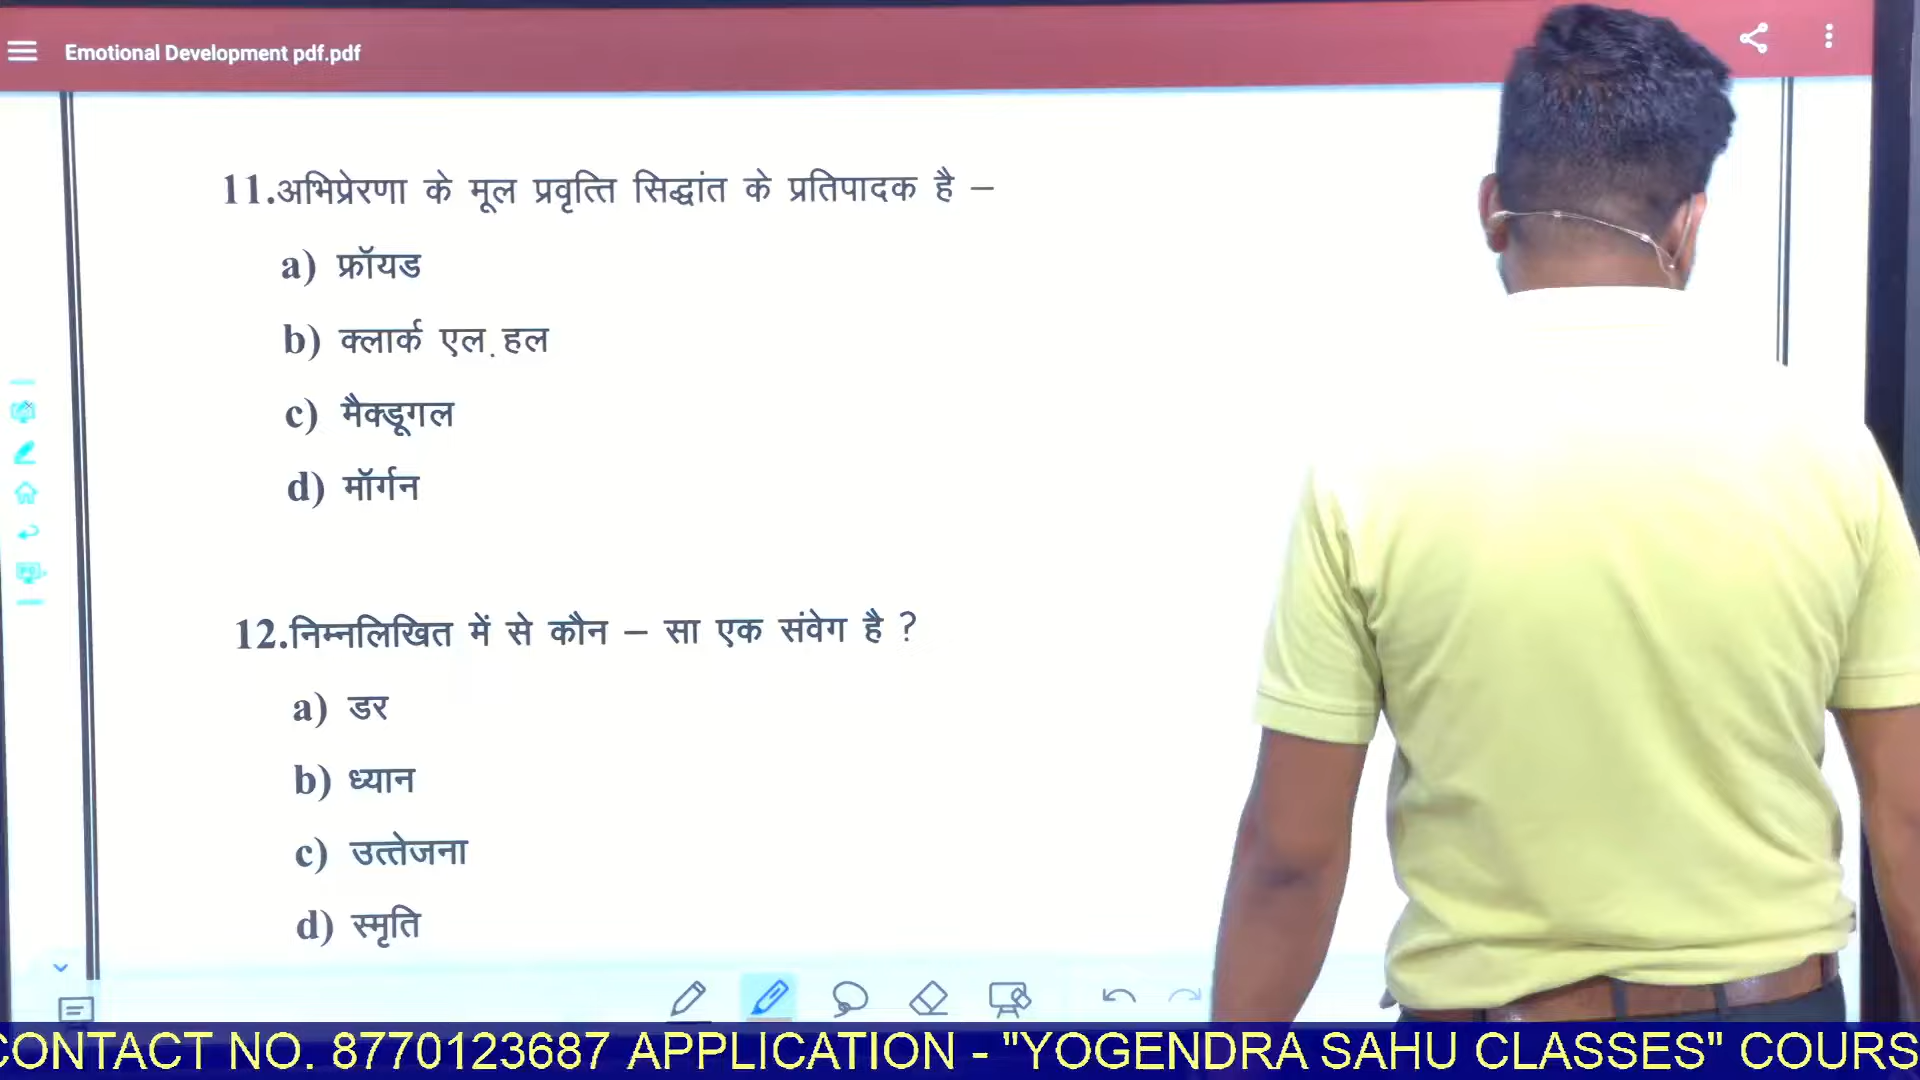 Emotional Development pdf.pdf
11.अभिप्रेरणा के मूल प्रवृत्ति सिद्धांत के प्रतिपादक है –
a) फ्रॉयड
b) क्लार्क एल. हल
c) मैक्डूगल
d) मॉर्गन
12.निम्नलिखित में से कौन – सा एक संवेग है ?
a) डर
b) ध्यान
c) उत्तेजना
d) स्मृति
CONTACT NO. 8770123687 APPLICATION - "YOGENDRA SAHU CLASSES" COURS